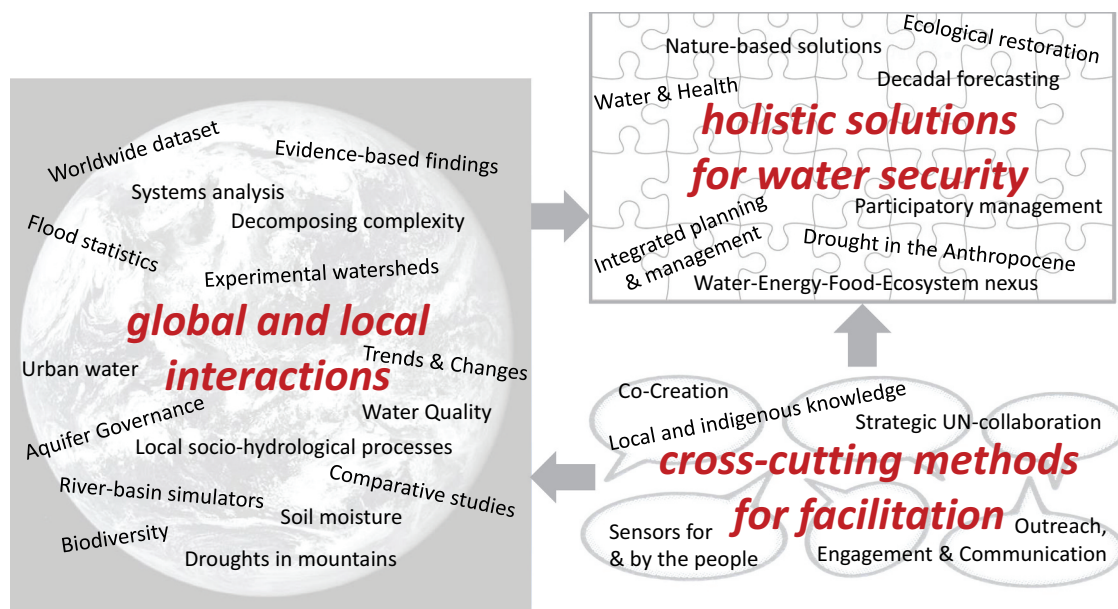 Worldwide dataset
Evidence-based findings
Systems analysis
Decomposing complexity
Flood statistics
Experimental watersheds
global and local
interactions
Trends & Changes
Urban water
Water Quality
Aquifer Governance
Local socio-hydrological processes
Comparative studies
River-basin simulators
Soil moisture
Biodiversity
Droughts in mountains
Ecological restoration
Nature-based solutions
Decadal forecasting
Water & Health
holistic solutions
for water security
Participatory management
Integrated planning
& management
Drought in the Anthropocene
Water-Energy-Food-Ecosystem nexus
Co-Creation
Local and indigenous knowledge
Strategic UN-collaboration
cross-cutting methods
for facilitation
Sensors for
& by the people
Outreach,
Engagement & Communication